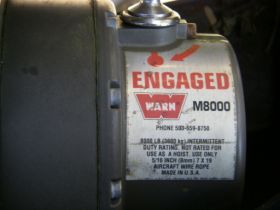 ENGAGED
WARN M8000
PHONE 503-659-8750
8000 LB (3600 kg) INTERMITTENT
DUTY RATING. NOT RATED FOR
USE AS A HOIST. USE ONLY
5/16 INCH (8mm) 7 X 19
AIRCRAFT WIRE ROPE
MADE IN U.S.A.